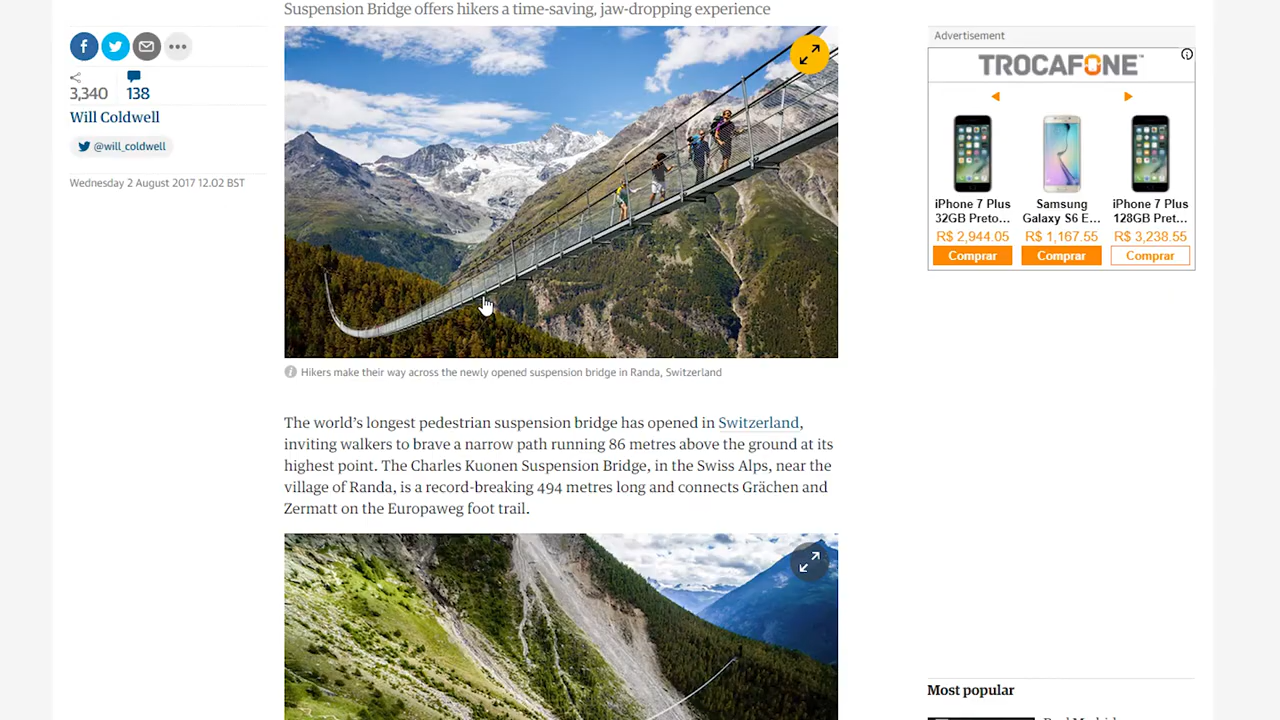 Suspension Bridge offers hikers a time-saving, jaw-dropping experience
3,340
138
Will Coldwell
@will_coldwell
Wednesday 2 August 2017 12.02 BST
Hikers make their way across the newly opened suspension bridge in Randa, Switzerland
The world’s longest pedestrian suspension bridge has opened in Switzerland,
inviting walkers to brave a narrow path running 86 metres above the ground at its
highest point. The Charles Kuonen Suspension Bridge, in the Swiss Alps, near the
village of Randa, is a record-breaking 494 metres long and connects Grächen and
Zermatt on the Europaweg foot trail.
Advertisement
TROCAFONE™
iPhone 7 Plus
32GB Preto...
R$ 2,944.05
Comprar
Samsung
Galaxy S6 E...
R$ 1,167.55
Comprar
iPhone 7 Plus
128GB Pret...
R$ 3,238.55
Comprar
Most popular